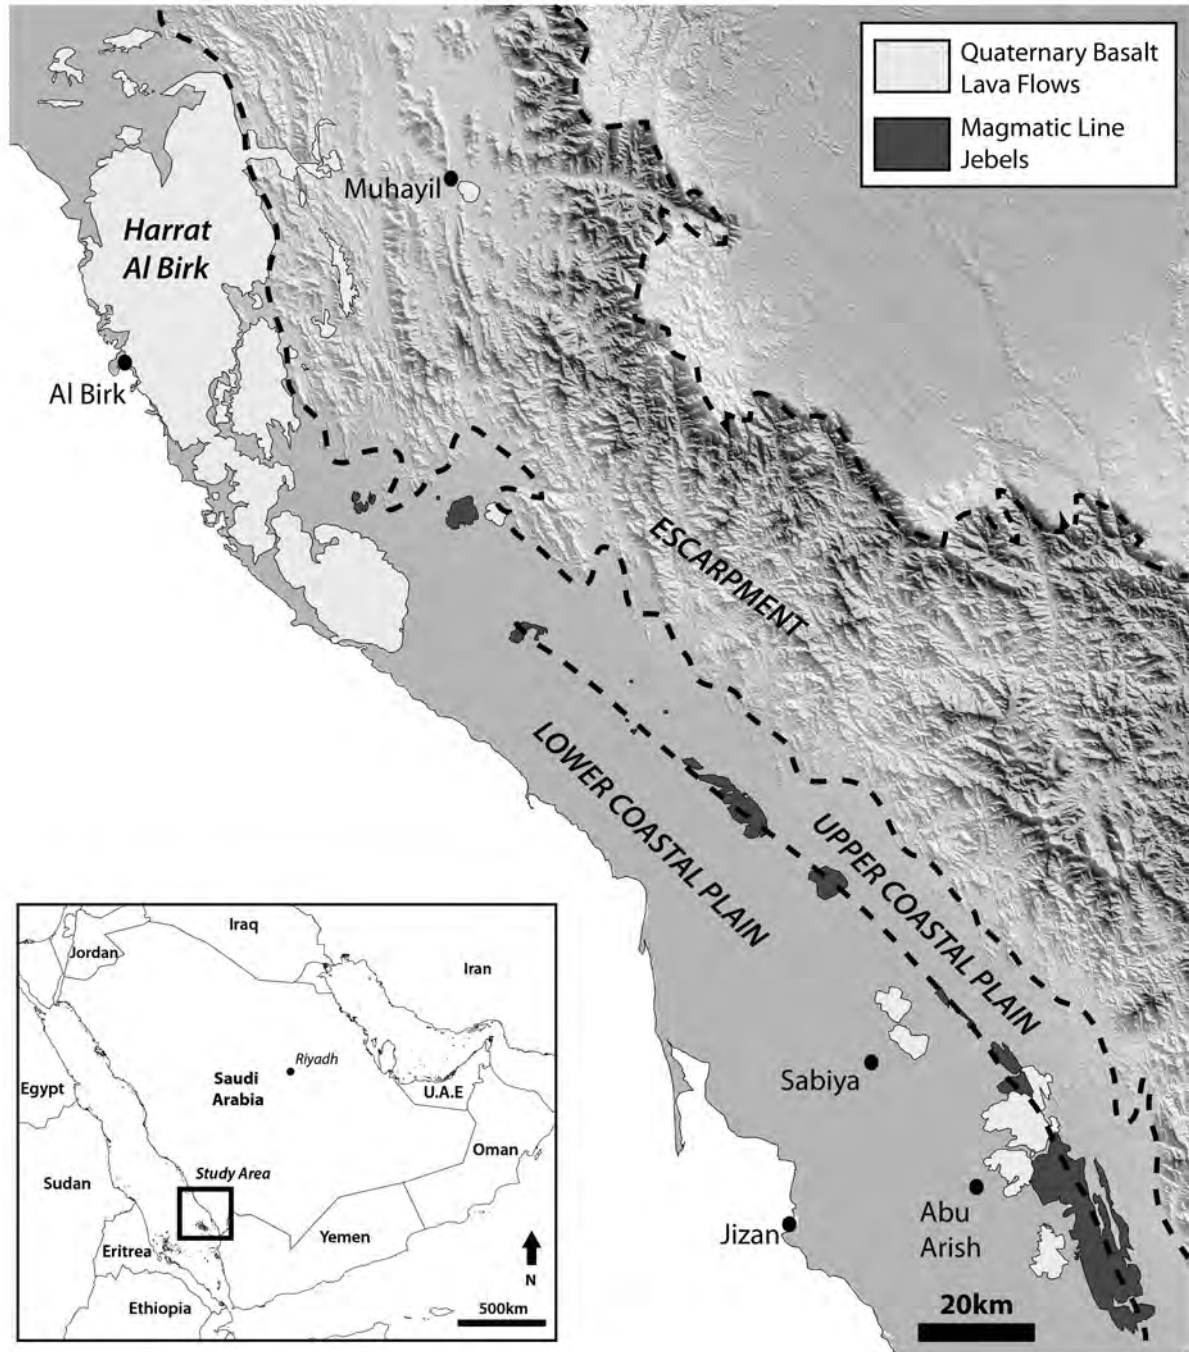 Quaternary Basalt
Lava Flows
Magmatic Line
Jebels
Muhayil
Harrat
Al Birk
Al Birk
ESCARPMENT
LOWER COASTAL PLAIN
UPPER COASTAL PLAIN
Sabiya
Abu
Arish
Jizan
20km
Iraq
Jordan
Iran
Riyadh
Saudi
Arabia
Egypt
U.A.E
Oman
Study Area
Sudan
Yemen
Eritrea
N
Ethiopia
500km